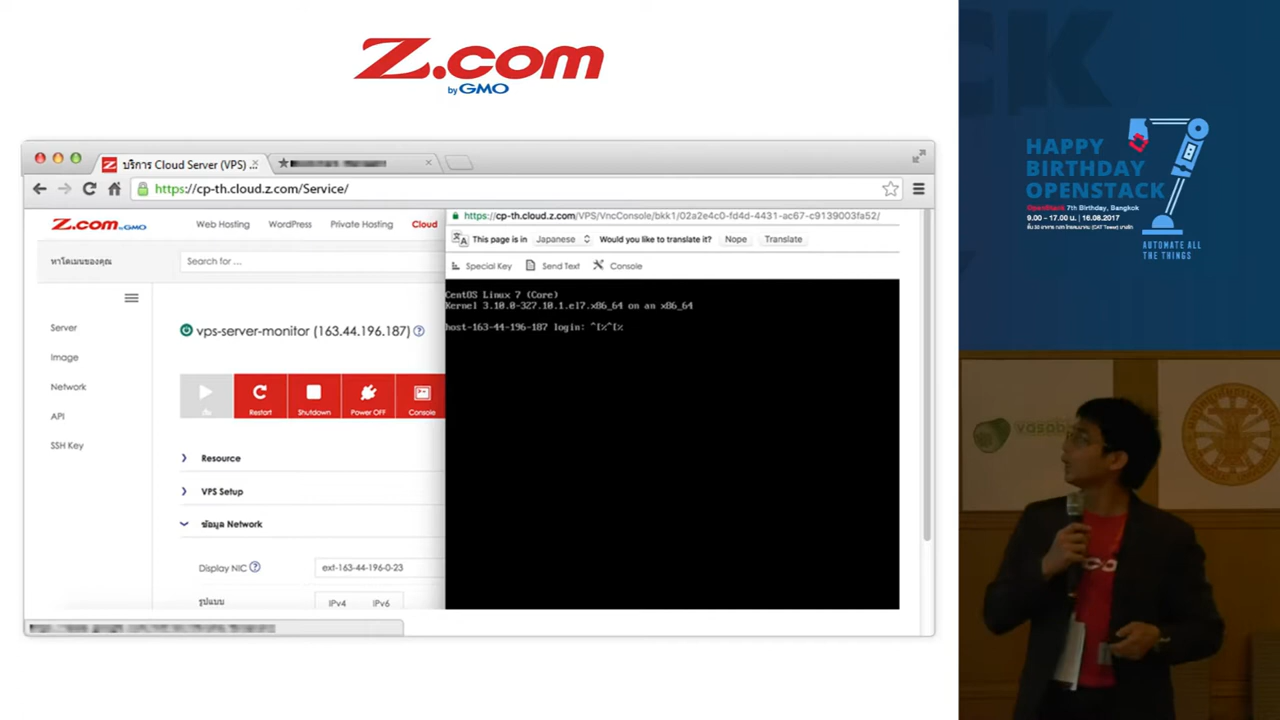 Z.com
by GMO
บริการ Cloud Server (VPS) ..
https://cp-th.cloud.z.com/Service/
Z.com by GMO
Web Hosting
WordPress
Private Hosting
Cloud
หาโดเมนของคุณ
Search for ...
Server
Image
Network
API
SSH Key
vps-server-monitor (163.44.196.187)
Restart
Shutdown
Power OFF
Console
Resource
VPS Setup
ข้อมูล Network
Display NIC
ext-163-44-196-0-23
รูปแบบ
IPv4
IPv6
https://cp-th.cloud.z.com/VPS/VncConsole/bkk1/02a2e4c0-fd4d-4431-ac67-c9139003fa52/
This page is in Japanese Would you like to translate it? Nope Translate
Special Key Send Text Console
CentOS Linux 7 (Core)
Kernel 3.10.0-327.10.1.el7.x86_64 on an x86_64
host-163-44-196-187 login: ^[%^[%
HAPPY
BIRTHDAY
OPENSTACK
OpenStack 7th Birthday, Bangkok
9.00 – 17.00 น. | 16.08.2017
AUTOMATE ALL
THE THINGS